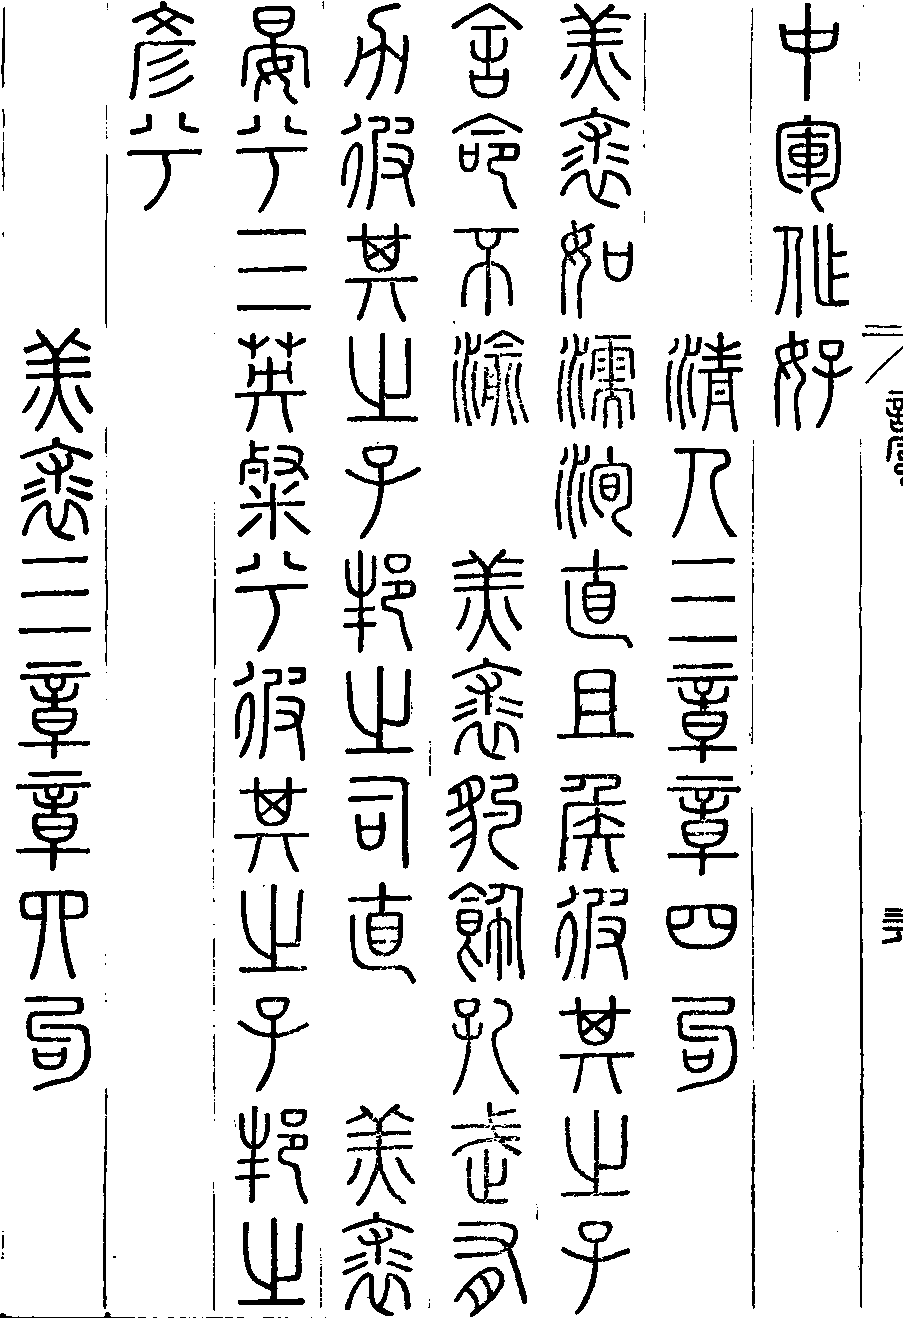 中軍作好
清人三章章四句
羔裘如濡洵直且侯彼其之子
舍命不渝 羔裘豹飾孔武有
力彼其之子邦之司直 羔裘
晏兮三英粲兮彼其之子邦之
彥兮
羔裘三章章四句